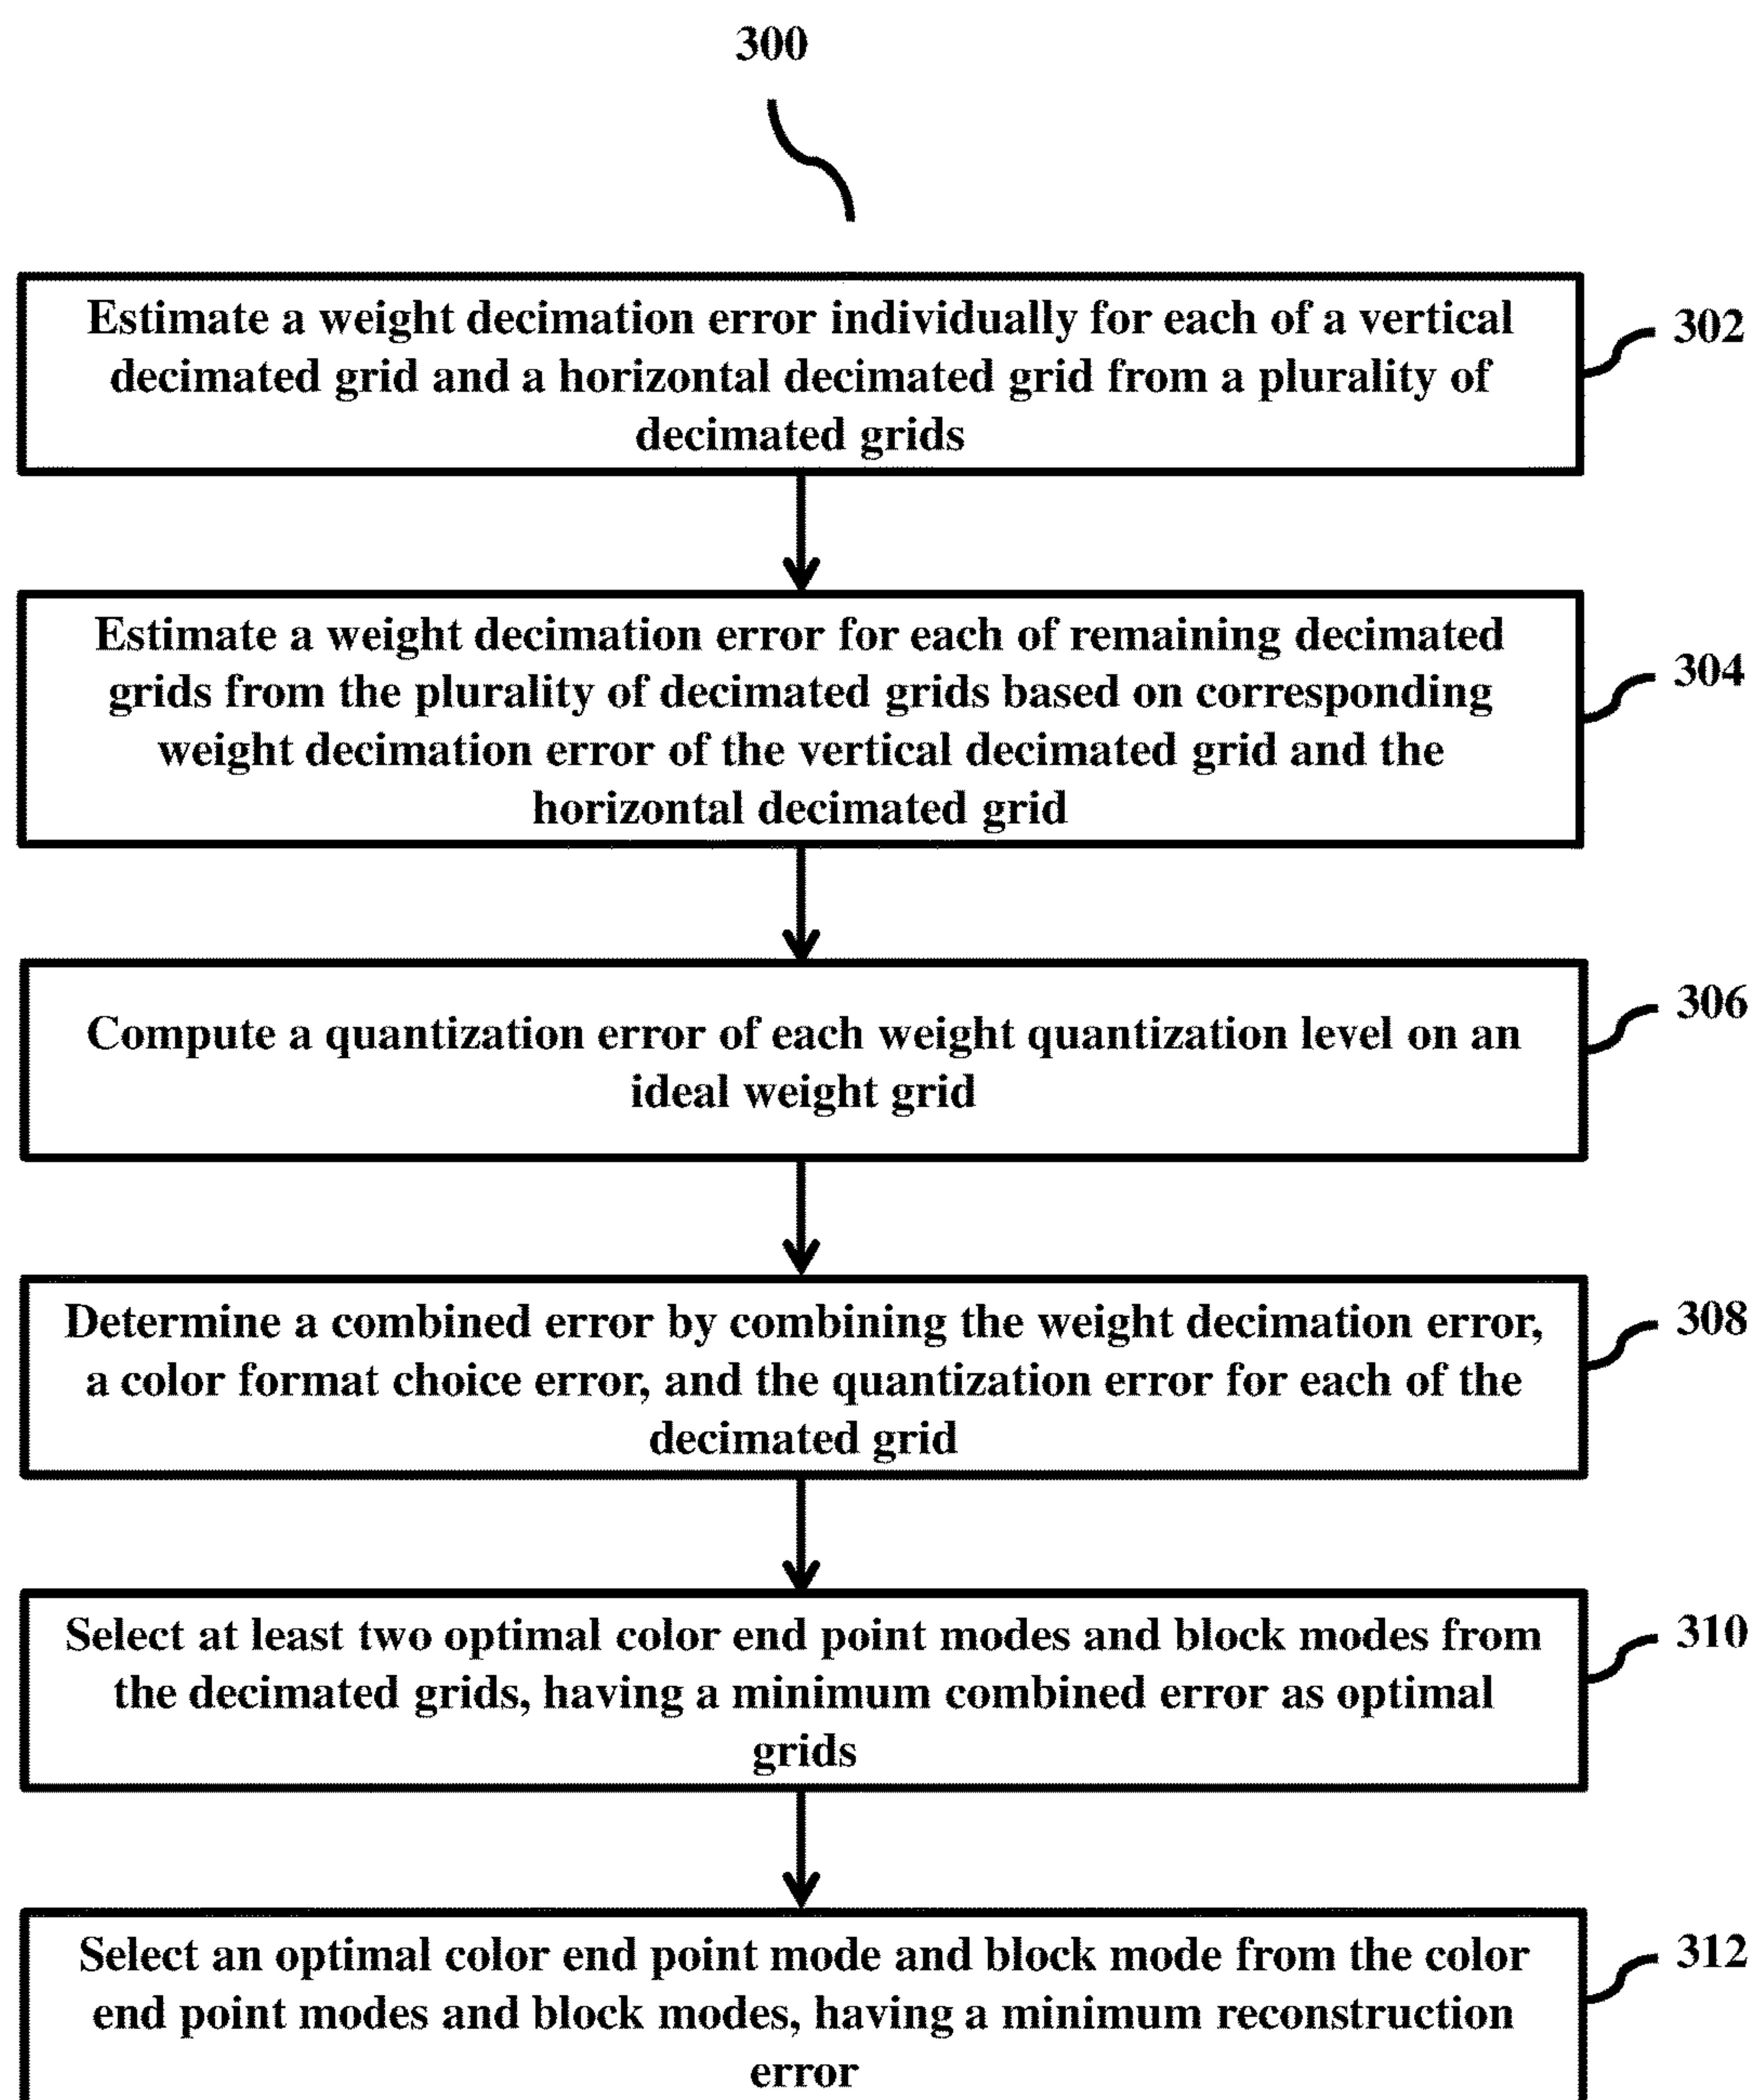 300
Estimate a weight decimation error individually for each of a vertical
decimated grid and a horizontal decimated grid from a plurality of
decimated grids
302
Estimate a weight decimation error for each of remaining decimated
grids from the plurality of decimated grids based on corresponding
weight decimation error of the vertical decimated grid and the
horizontal decimated grid
304
Compute a quantization error of each weight quantization level on an
ideal weight grid
306
Determine a combined error by combining the weight decimation error,
a color format choice error, and the quantization error for each of the
decimated grid
308
Select at least two optimal color end point modes and block modes from
the decimated grids, having a minimum combined error as optimal
grids
310
Select an optimal color end point mode and block mode from the color
end point modes and block modes, having a minimum reconstruction
error
312